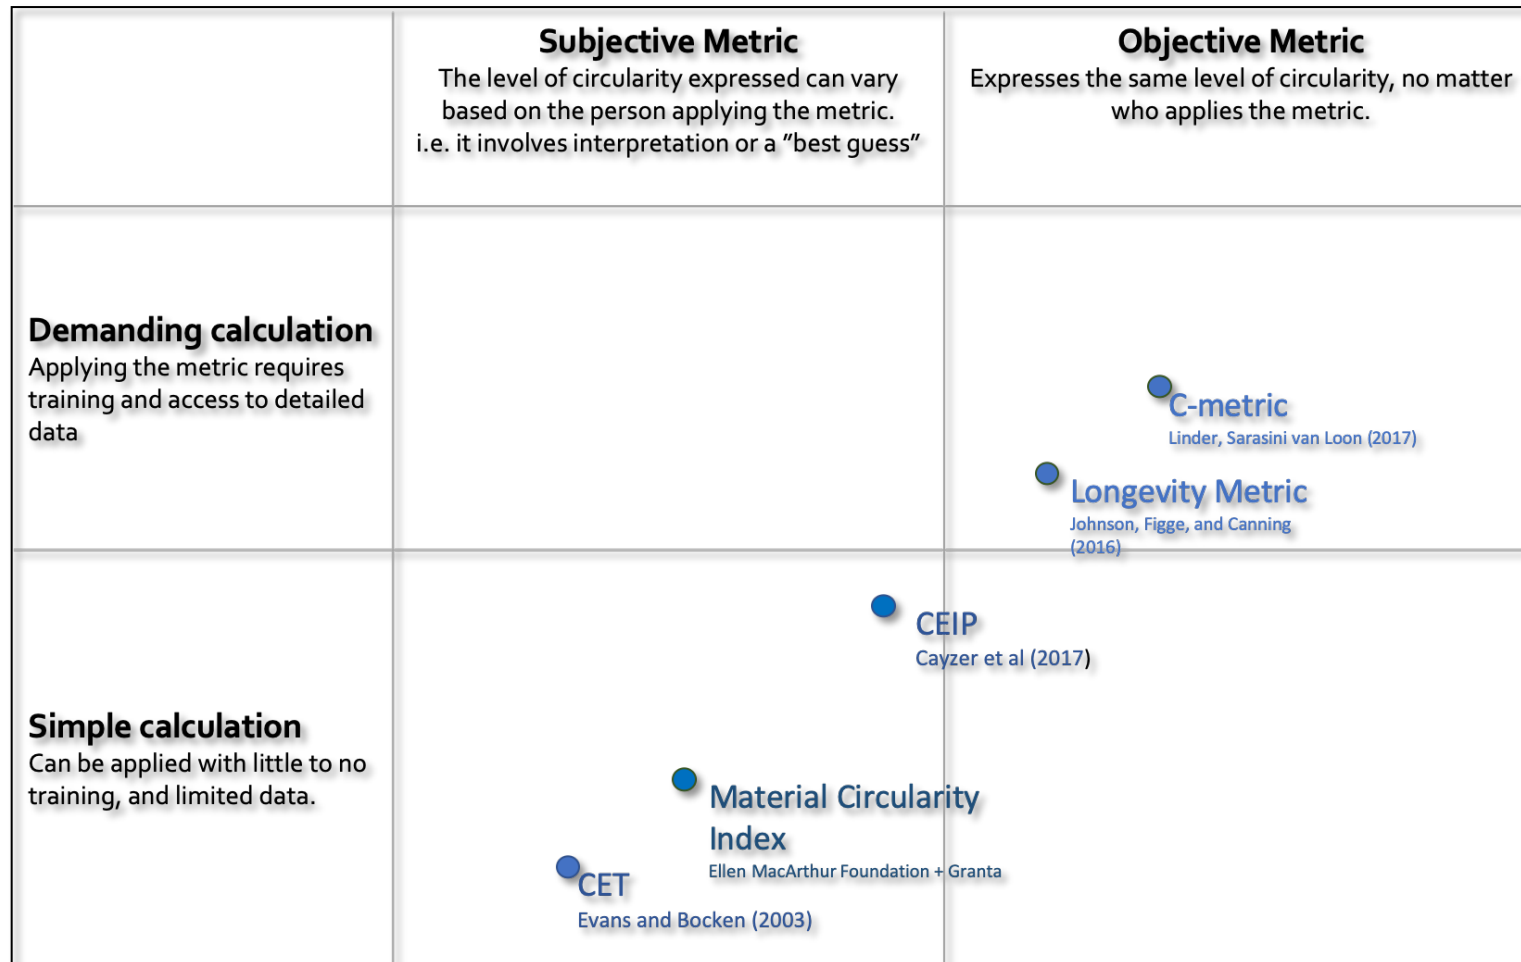 Subjective Metric
The level of circularity expressed can vary
based on the person applying the metric.
i.e. it involves interpretation or a ”best guess”
Objective Metric
Expresses the same level of circularity, no matter
who applies the metric.
Demanding calculation
Applying the metric requires
training and access to detailed
data
C-metric
Linder, Sarasini van Loon (2017)
Longevity Metric
Johnson, Figge, and Canning
(2016)
Simple calculation
Can be applied with little to no
training, and limited data.
CEIP
Cayzer et al (2017)
Material Circularity
Index
Ellen MacArthur Foundation + Granta
CET
Evans and Bocken (2003)